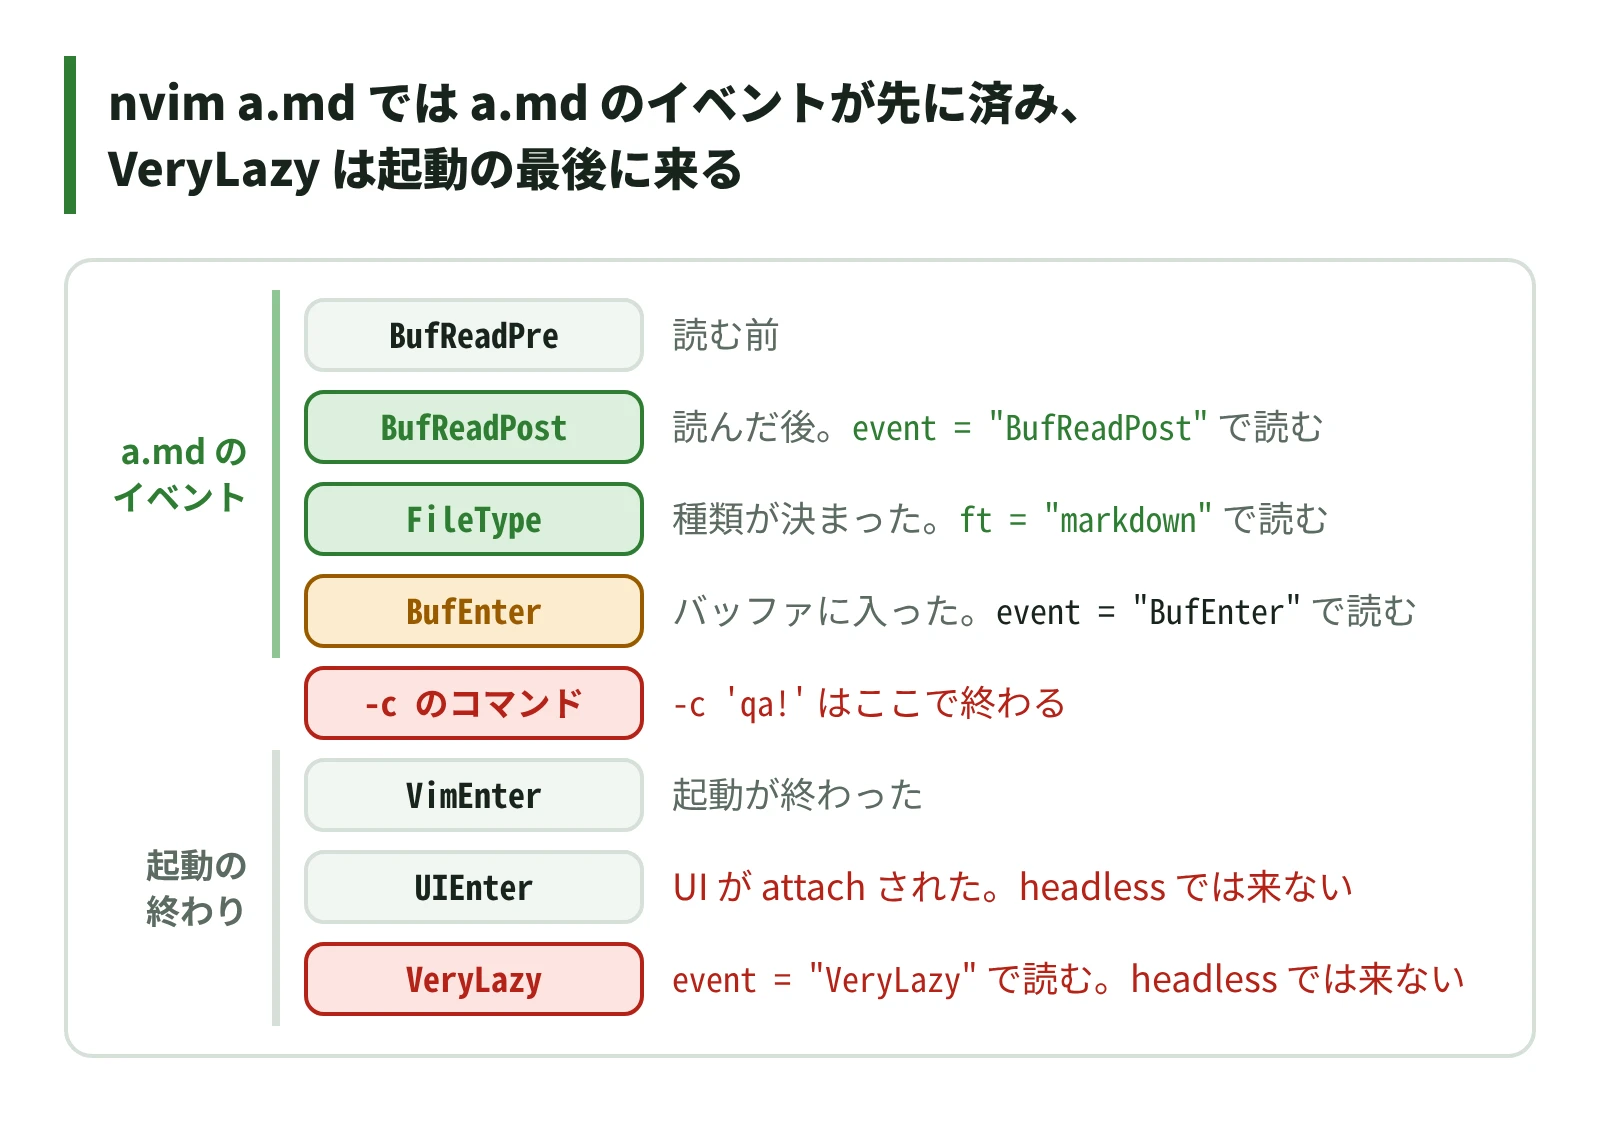 nvim a.md では a.md のイベントが先に済み、
VeryLazy は起動の最後に来る
a.md の
イベント
BufReadPre 読む前
BufReadPost 読んだ後。event = "BufReadPost" で読む
FileType 種類が決まった。ft = "markdown" で読む
BufEnter バッファに入った。event = "BufEnter" で読む
-c のコマンド -c 'qa!' はここで終わる
起動の
終わり
VimEnter 起動が終わった
UIEnter UI が attach された。headless では来ない
VeryLazy event = "VeryLazy" で読む。headless では来ない